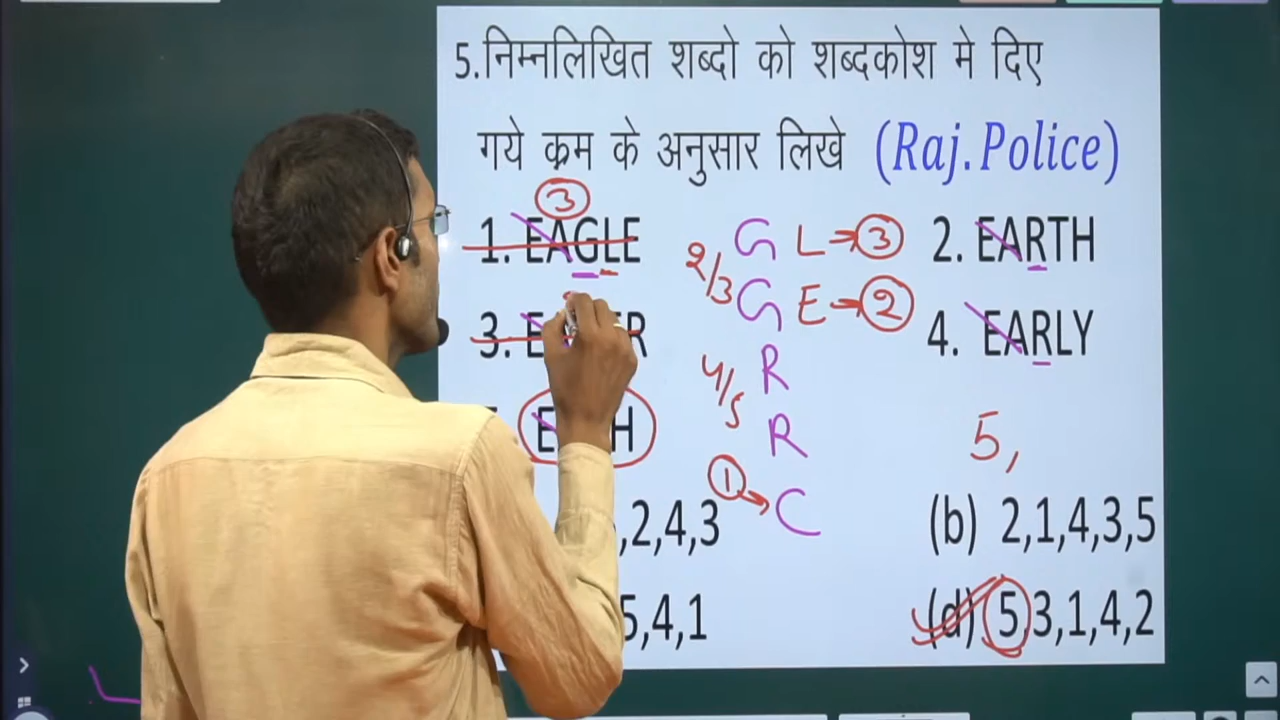 5.निम्नलिखित शब्दो को शब्दकोश मे दिए
गये क्रम के अनुसार लिखे (Raj.Police)
3
1. EAGLE G L→3 2. EARTH
2/3 G E→2
3. 4. EARLY
4/5 R
R 5,
1→C
,2,4,3 (b) 2,1,4,3,5
5,4,1 (d) 5,3,1,4,2